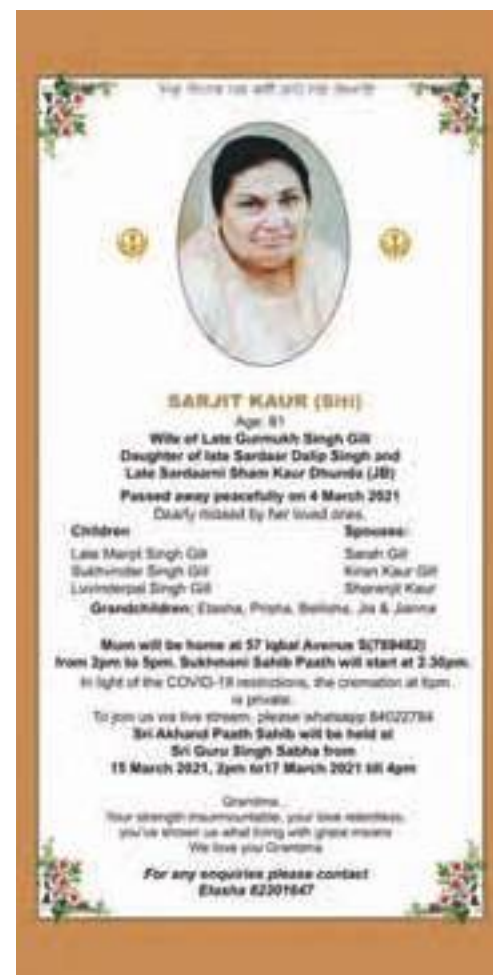 SARJIT KAUR (Siti)
Age: 81
Wife of Late Gurmukh Singh Gill
Daughter of late Sardaar Dalip Singh and
Late Sardaarni Sham Kaur Dhunda (JB)
Passed away peacefully on 4 March 2021
Dearly missed by her loved ones.
Children Spouses:
Late Manjit Singh Gill Sarah Gill
Sukhvinder Singh Gill Kiran Kaur Gill
Luvinderpal Singh Gill Sharanjit Kaur
Grandchildren: Elasha, Prisha, & Jianna
Mum will be home at 57 Iqbal Avenue S(789482)
from 2pm to 5pm. Sukhmani Sahib Paath will start at 2.30pm.
In light of the COVID-19 restrictions, the cremation at 6pm
is private.
To join us via live stream, please whatsapp 84022784
Sri Akhand Paath Sahib will be held at
Sri Guru Singh Sabha from
15 March 2021, 2pm to17 March 2021 till 4pm
Grandma...
Your strength insurmountable, your love relentless,
you've shown us what living with grace means
We love you Grandma
For any enquiries please contact
Elasha 82301647